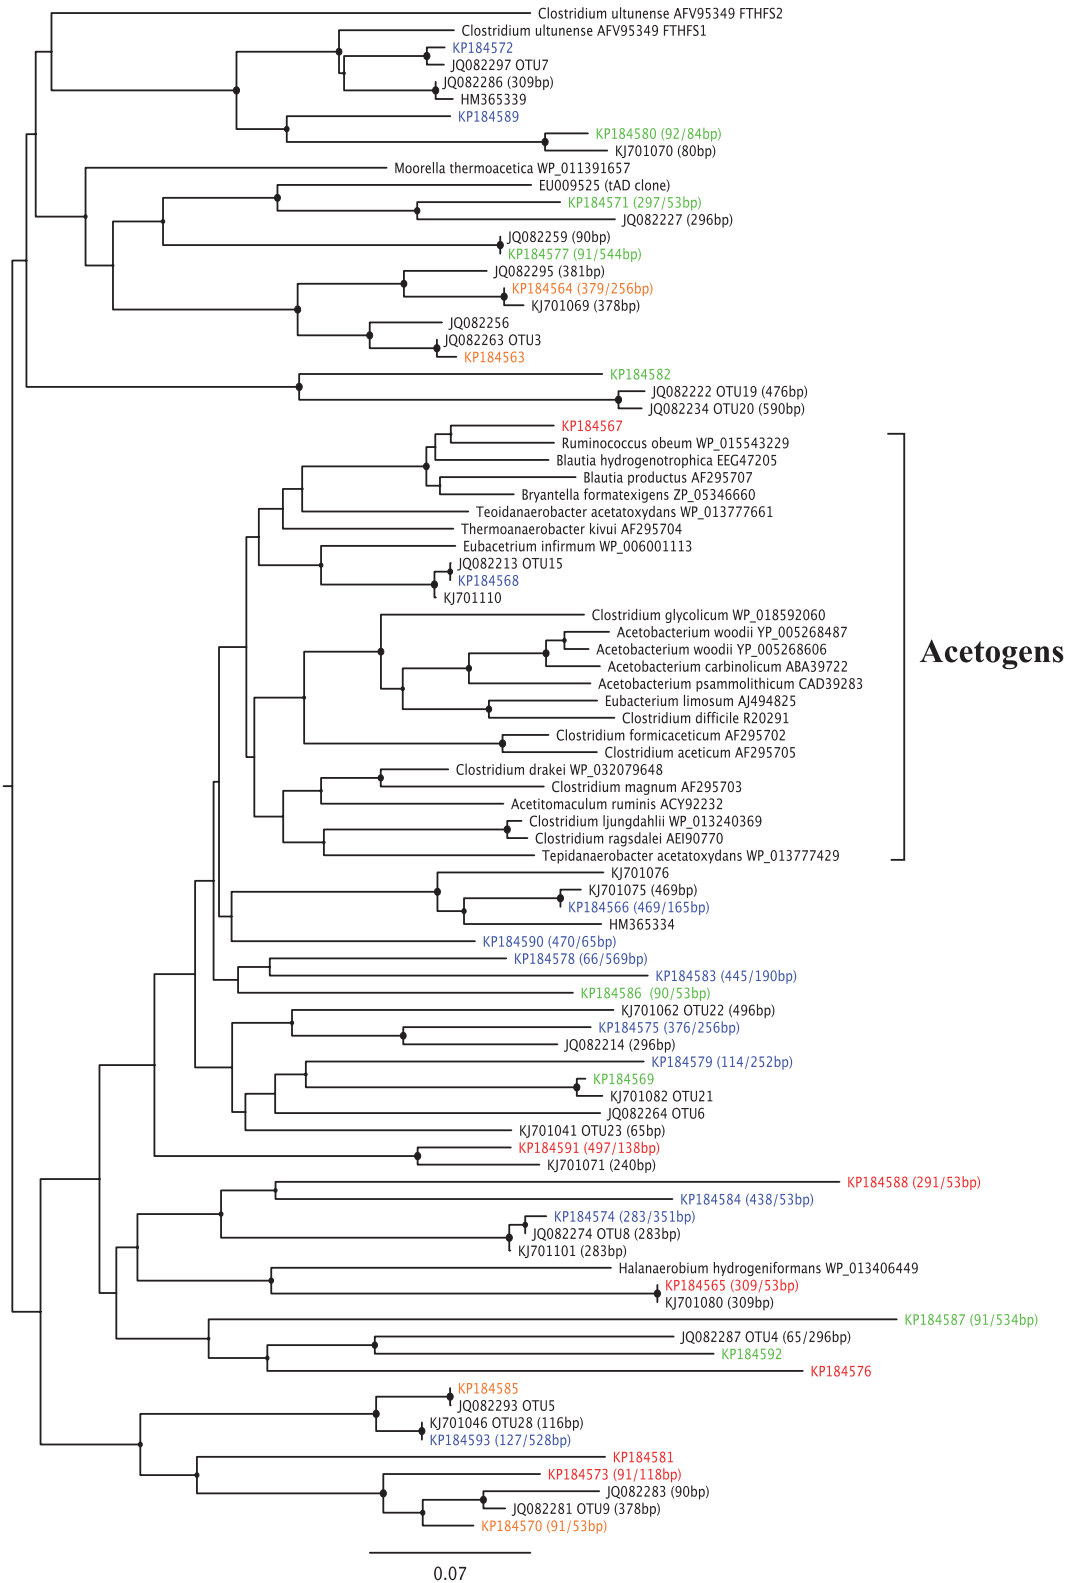 Clostridium ultunense AFV95349 FTHFS2
Clostridium ultunense AFV95349 FTHFS1
KP184572
JQ082297 OTU7
JQ082286 (309bp)
HM365339
KP184589
KP184580 (92/84bp)
KJ701070 (80bp)
Moorella thermoacetica WP_011391657
EU009525 (tAD clone)
KP184571 (297/53bp)
JQ082227 (296bp)
JQ082259 (90bp)
KP184577 (91/544bp)
JQ082295 (381bp)
KP184564 (379/256bp)
KJ701069 (378bp)
JQ082256
JQ082263 OTU3
KP184563
KP184582
JQ082222 OTU19 (476bp)
JQ082234 OTU20 (590bp)
KP184567
Ruminococcus obeum WP_015543229
Blautia hydrogenotrophica EEG47205
Blautia productus AF295707
Bryantella formatexigens ZP_05346660
Teoidanaerobacter acetatoxydans WP_013777661
Thermoanaerobacter kivui AF295704
Eubacetrium infirmum WP_006001113
JQ082213 OTU15
KP184568
KJ701110
Clostridium glycolicum WP_018592060
Acetobacterium woodii YP_005268487
Acetobacterium woodii YP_005268606
Acetogens
Acetobacterium carbinolicum ABA39722
Acetobacterium psammolithicum CAD39283
Eubacterium limosum AJ494825
Clostridium difficile R20291
Clostridium formicaceticum AF295702
Clostridium aceticum AF295705
Clostridium drakei WP_032079648
Clostridium magnum AF295703
Acetitomaculum ruminis ACY92232
Clostridium ljungdahlii WP_013240369
Clostridium ragsdalei AEI90770
Tepidanaerobacter acetatoxydans WP_013777429
KJ701076
KJ701075 (469bp)
KP184566 (469/165bp)
HM365334
KP184590 (470/65bp)
KP184578 (66/569bp)
KP184583 (445/190bp)
KP184586 (90/53bp)
KJ701062 OTU22 (496bp)
KP184575 (376/256bp)
JQ082214 (296bp)
KP184579 (114/252bp)
KP184569
KJ701082 OTU21
JQ082264 OTU6
KJ701041 OTU23 (65bp)
KP184591 (497/138bp)
KJ701071 (240bp)
KP184588 (291/53bp)
KP184584 (438/53bp)
KP184574 (283/351bp)
JQ082274 OTU8 (283bp)
KJ701101 (283bp)
Halanaerobium hydrogeniformans WP_013406449
KP184565 (309/53bp)
KJ701080 (309bp)
KP184587 (91/534bp)
JQ082287 OTU4 (65/296bp)
KP184592
KP184576
KP184585
JQ082293 OTU5
KJ701046 OTU28 (116bp)
KP184593 (127/528bp)
KP184581
KP184573 (91/118bp)
JQ082283 (90bp)
JQ082281 OTU9 (378bp)
KP184570 (91/53bp)
0.07